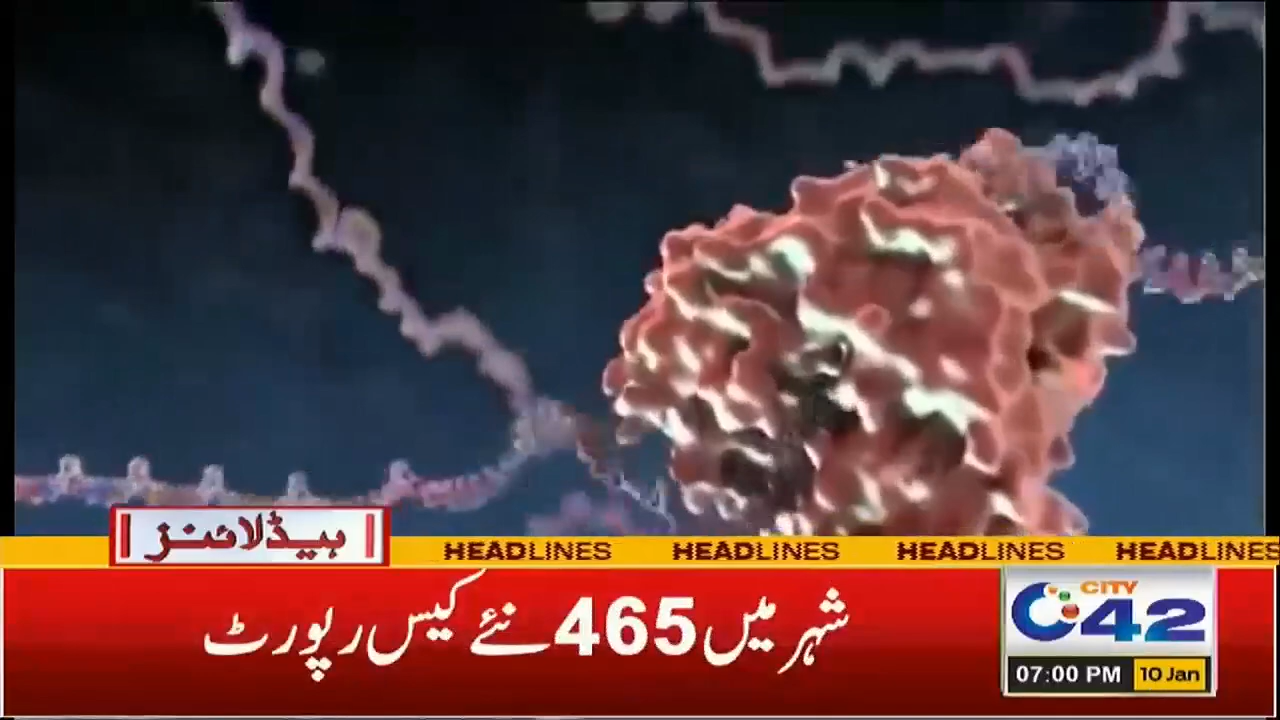 ہیڈلائنز
HEADLINES HEADLINES HEADLINES HEADLINES
شہر میں 465 نئے کیس رپورٹ
CITY
42
07:00 PM 10 Jan